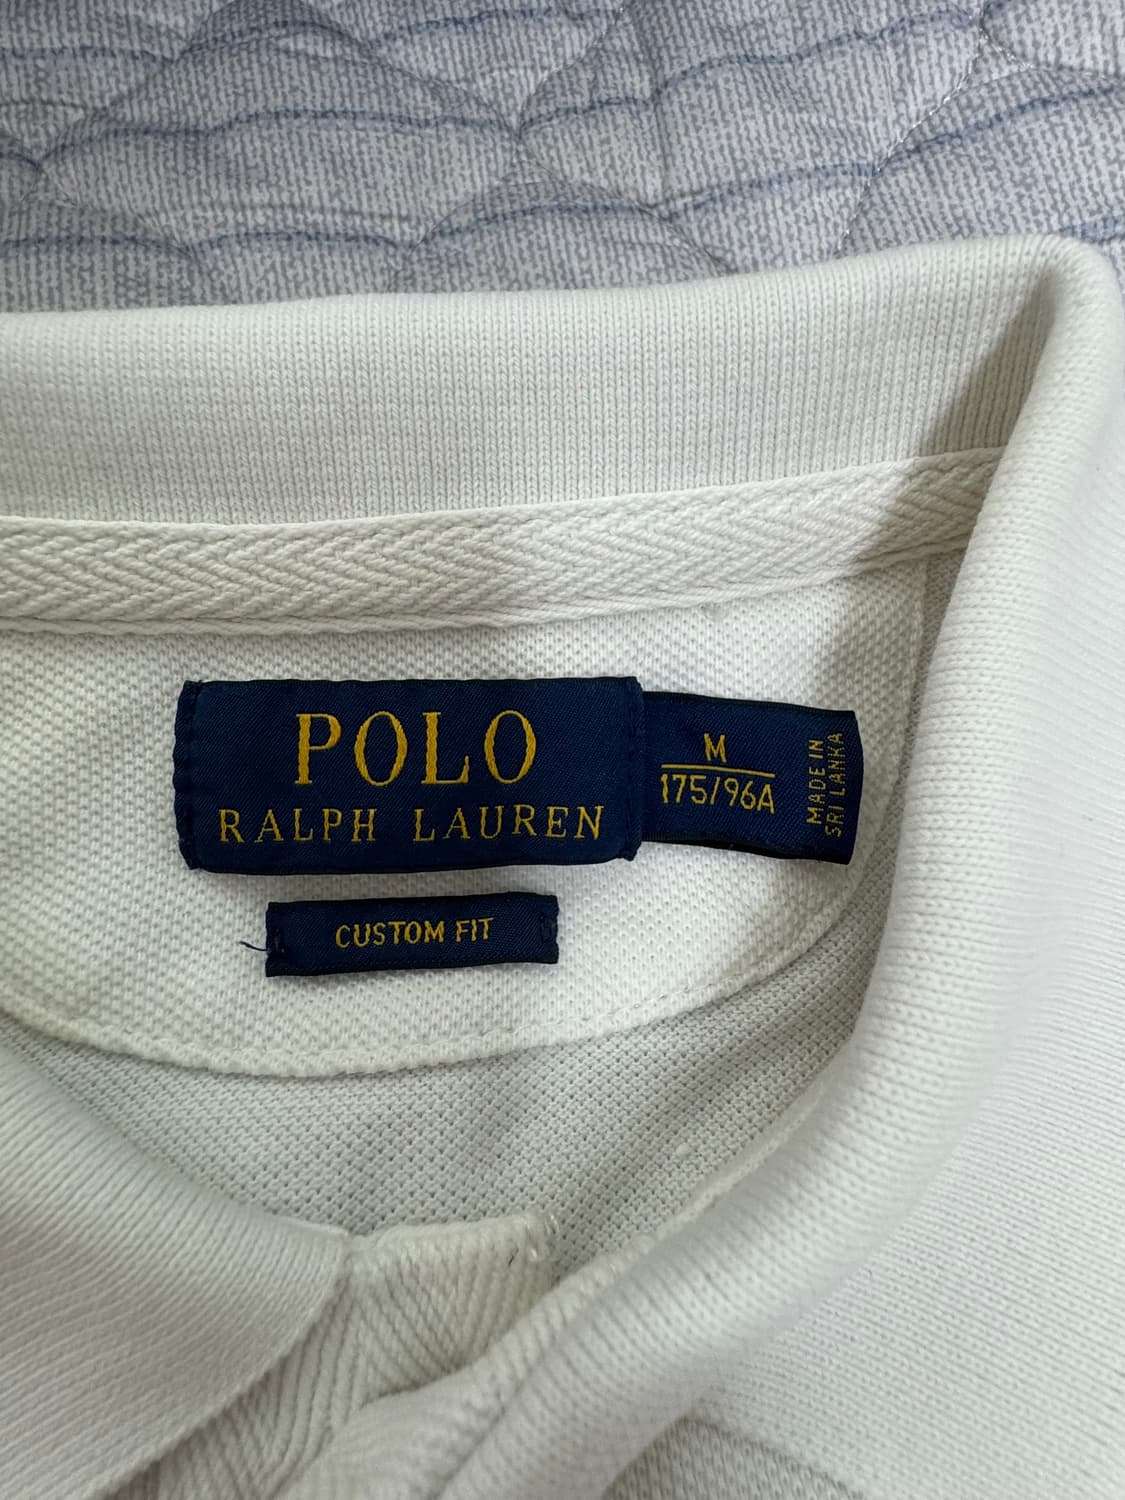 POLO
RALPH LAUREN
M
175/96A
MADE IN
SRI LANKA
CUSTOM FIT